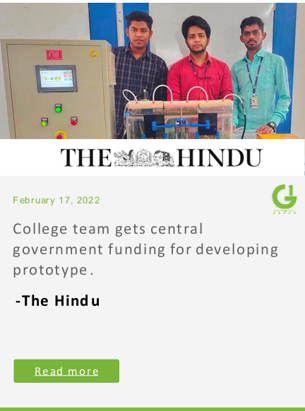 THE HINDU
February 17, 2022
College team gets central
government funding for developing
prototype.
-The Hindu
Read more